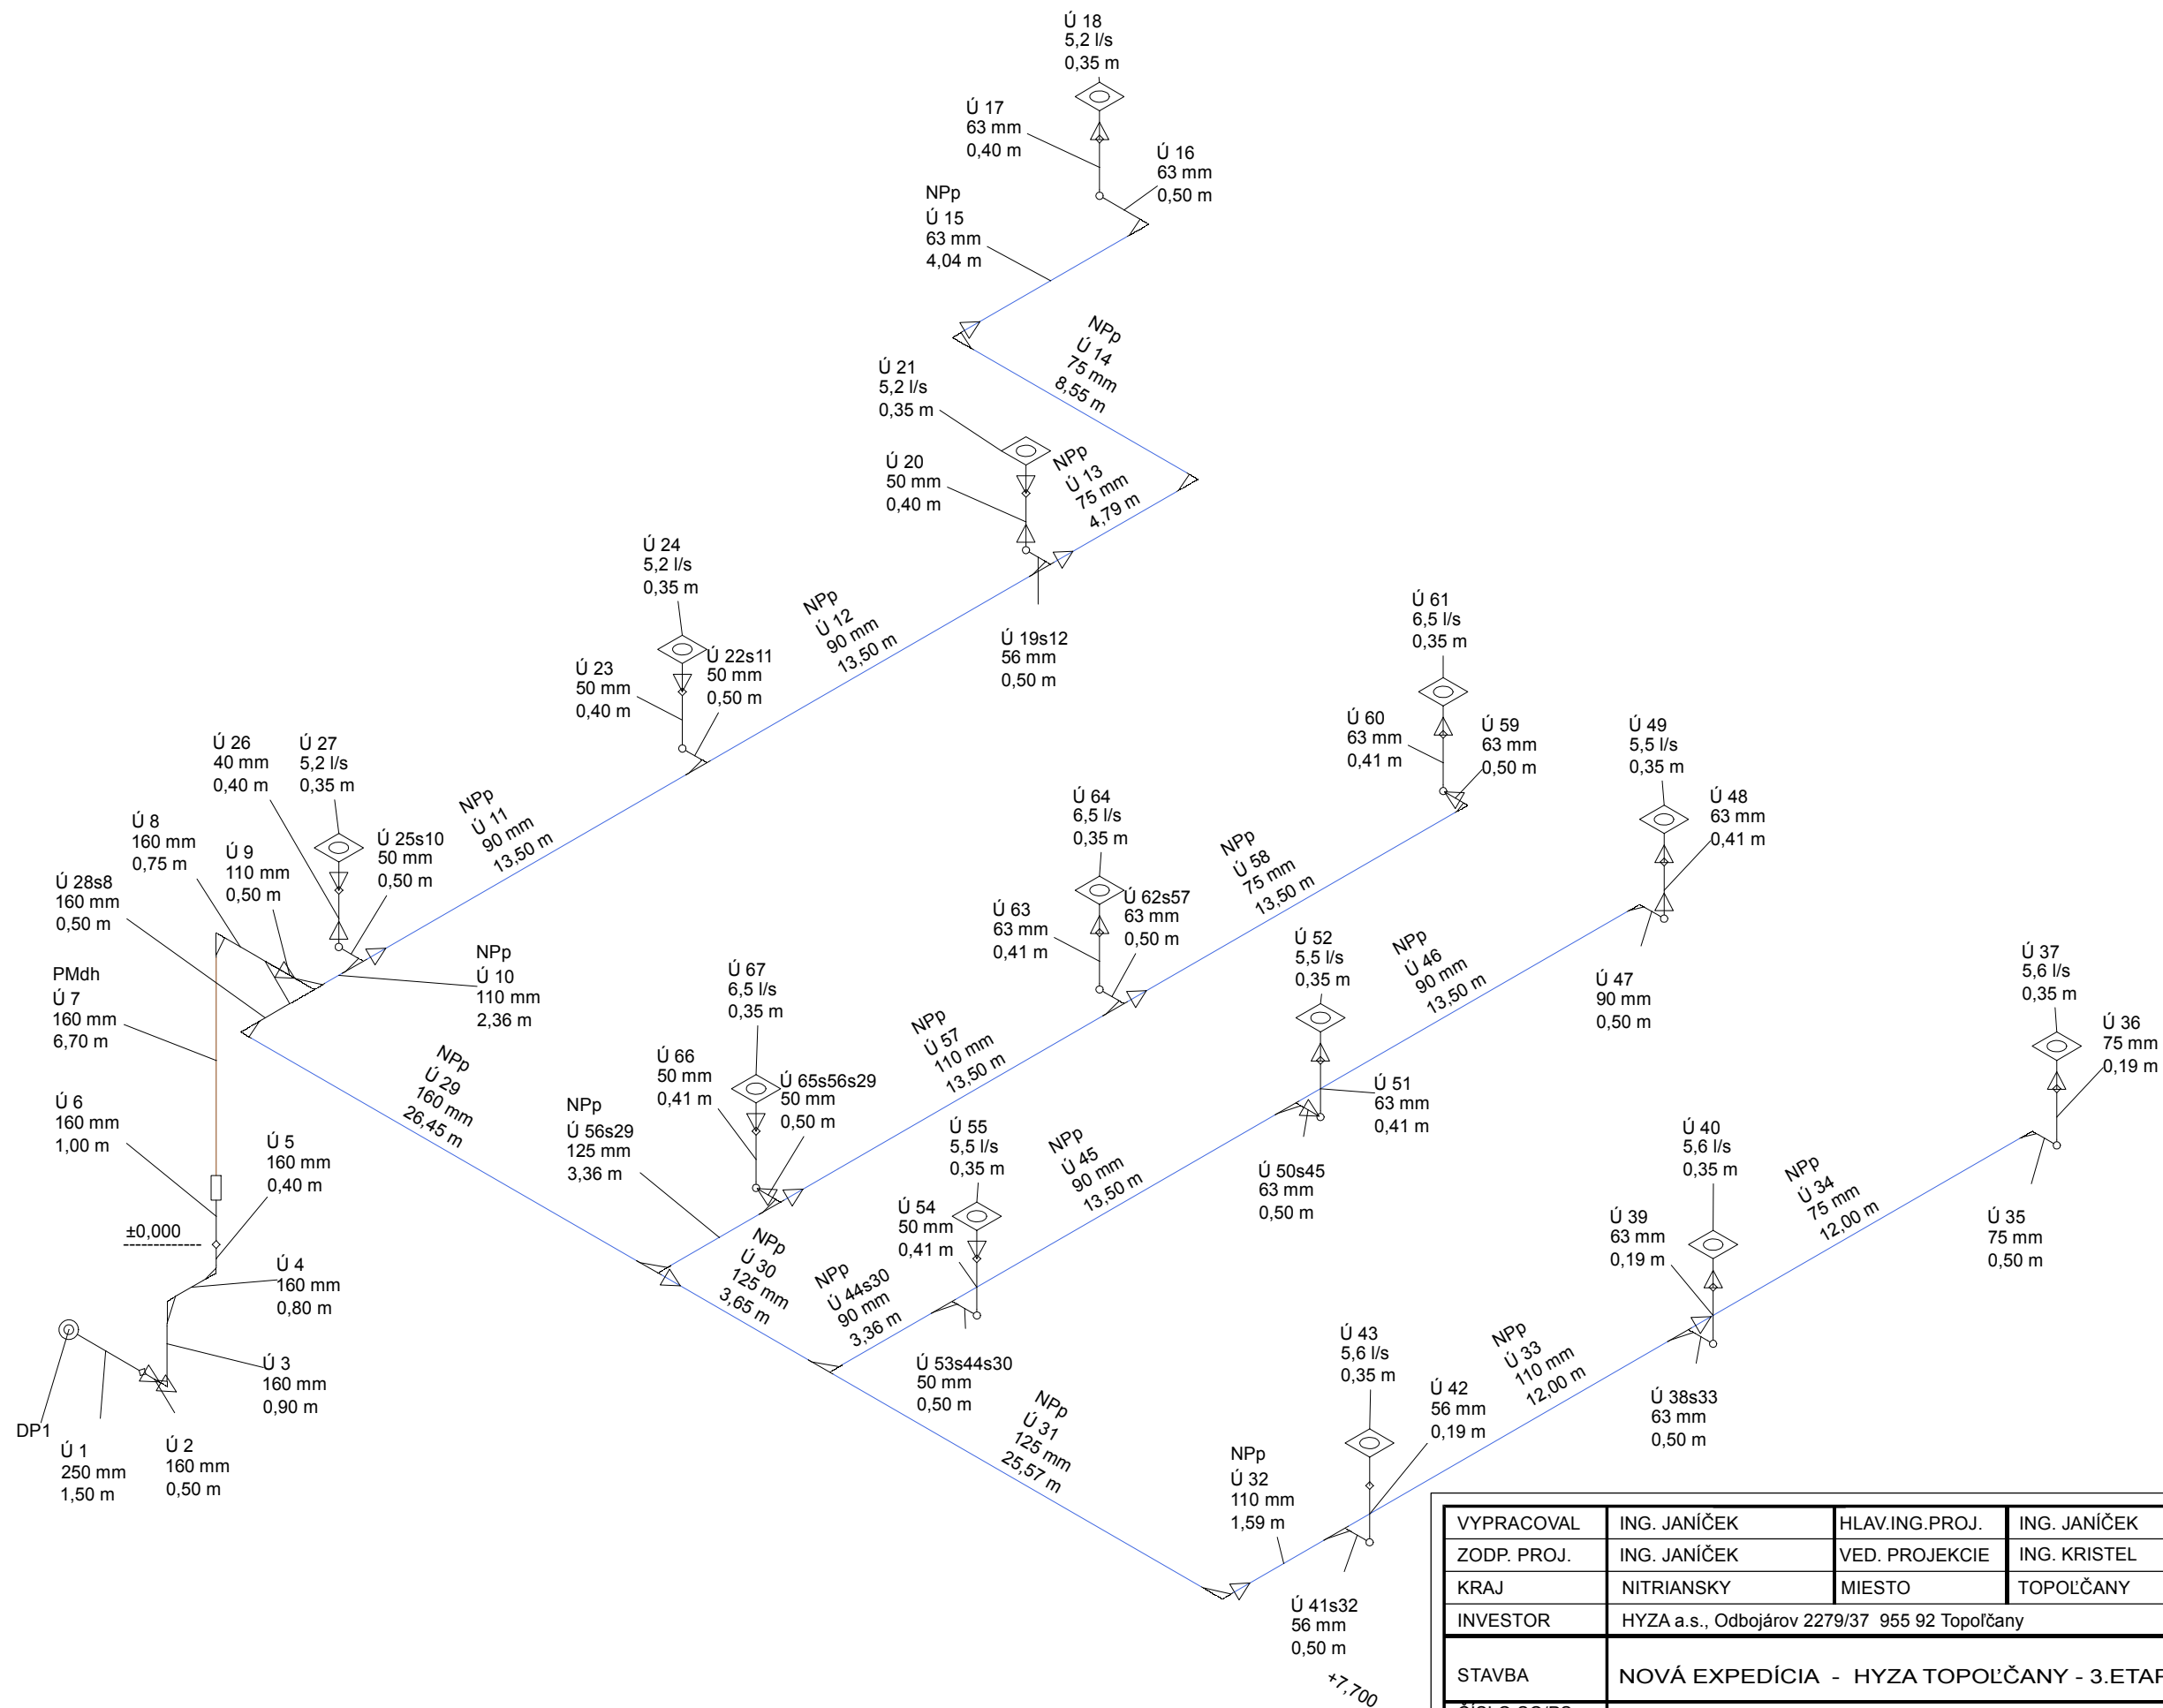 Ú 18
5,2 l/s
0,35 m
Ú 17
63 mm
0,40 m
Ú 16
63 mm
0,50 m
NPp
Ú 15
63 mm
4,04 m
NPp
Ú 14
75 mm
8,55 m
Ú 21
5,2 l/s
0,35 m
Ú 20
50 mm
0,40 m
NPp
Ú 13
75 mm
4,79 m
Ú 24
5,2 l/s
0,35 m
NPp
Ú 12
90 mm
13,50 m
Ú 19s12
56 mm
0,50 m
Ú 23
50 mm
0,40 m
Ú 22s11
50 mm
0,50 m
Ú 61
6,5 l/s
0,35 m
Ú 60
63 mm
0,41 m
Ú 59
63 mm
0,50 m
Ú 49
5,5 l/s
0,35 m
Ú 48
63 mm
0,41 m
Ú 26
40 mm
0,40 m
Ú 27
5,2 l/s
0,35 m
Ú 25s10
50 mm
0,50 m
NPp
Ú 11
90 mm
13,50 m
Ú 8
160 mm
0,75 m
Ú 9
110 mm
0,50 m
Ú 28s8
160 mm
0,50 m
NPp
Ú 10
110 mm
2,36 m
PMdh
Ú 7
160 mm
6,70 m
Ú 64
6,5 l/s
0,35 m
NPp
Ú 58
75 mm
13,50 m
Ú 63
63 mm
0,41 m
Ú 62s57
63 mm
0,50 m
Ú 52
5,5 l/s
0,35 m
NPp
Ú 46
90 mm
13,50 m
Ú 47
90 mm
0,50 m
Ú 37
5,6 l/s
0,35 m
Ú 36
75 mm
0,19 m
Ú 67
6,5 l/s
0,35 m
NPp
Ú 57
110 mm
13,50 m
Ú 66
50 mm
0,41 m
Ú 65s56s29
50 mm
0,50 m
NPp
Ú 29
160 mm
26,45 m
NPp
Ú 56s29
125 mm
3,36 m
Ú 6
160 mm
1,00 m
Ú 5
160 mm
0,40 m
±0,000
Ú 4
160 mm
0,80 m
Ú 3
160 mm
0,90 m
DP1
Ú 1
250 mm
1,50 m
Ú 2
160 mm
0,50 m
Ú 55
5,5 l/s
0,35 m
Ú 54
50 mm
0,41 m
NPp
Ú 45
90 mm
13,50 m
Ú 51
63 mm
0,41 m
Ú 50s45
63 mm
0,50 m
NPp
Ú 30
125 mm
3,65 m
NPp
Ú 44s30
90 mm
3,36 m
Ú 53s44s30
50 mm
0,50 m
Ú 40
5,6 l/s
0,35 m
Ú 39
63 mm
0,19 m
NPp
Ú 34
75 mm
12,00 m
Ú 35
75 mm
0,50 m
Ú 43
5,6 l/s
0,35 m
Ú 42
56 mm
0,19 m
NPp
Ú 33
110 mm
12,00 m
Ú 38s33
63 mm
0,50 m
NPp
Ú 31
125 mm
25,57 m
NPp
Ú 32
110 mm
1,59 m
Ú 41s32
56 mm
0,50 m
+7,700
VYPRACOVAL ING. JANÍČEK HLAV.ING.PROJ. ING. JANÍČEK
ZODP. PROJ. ING. JANÍČEK VED. PROJEKCIE ING. KRISTEL
KRAJ NITRIANSKY MIESTO TOPOĽČANY
INVESTOR HYZA a.s., Odbojárov 2279/37 955 92 Topoľčany
STAVBA NOVÁ EXPEDÍCIA - HYZA TOPOĽČANY - 3.ETAP